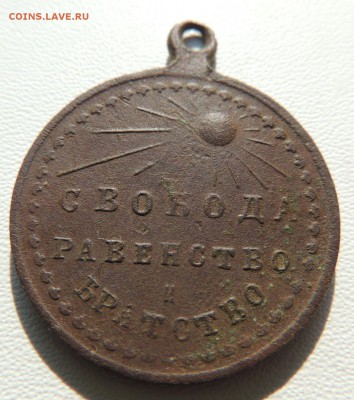 COINS.LAVE.RU
СВОБОДА
РАВЕНСТВО
И
БРАТСТВО